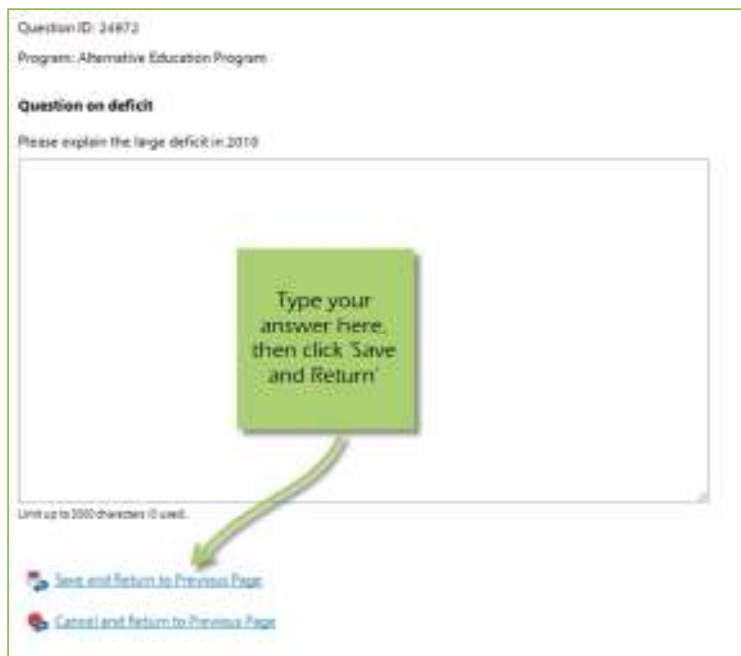 Question ID: 24972
Program: Alternative Education Program
Question on deficit
Please explain the large deficit in 2010
Type your
answer here,
then click 'Save
and Return'
Limit up to 2000 characters (0 used).
Save and Return to Previous Page
Cancel and Return to Previous Page